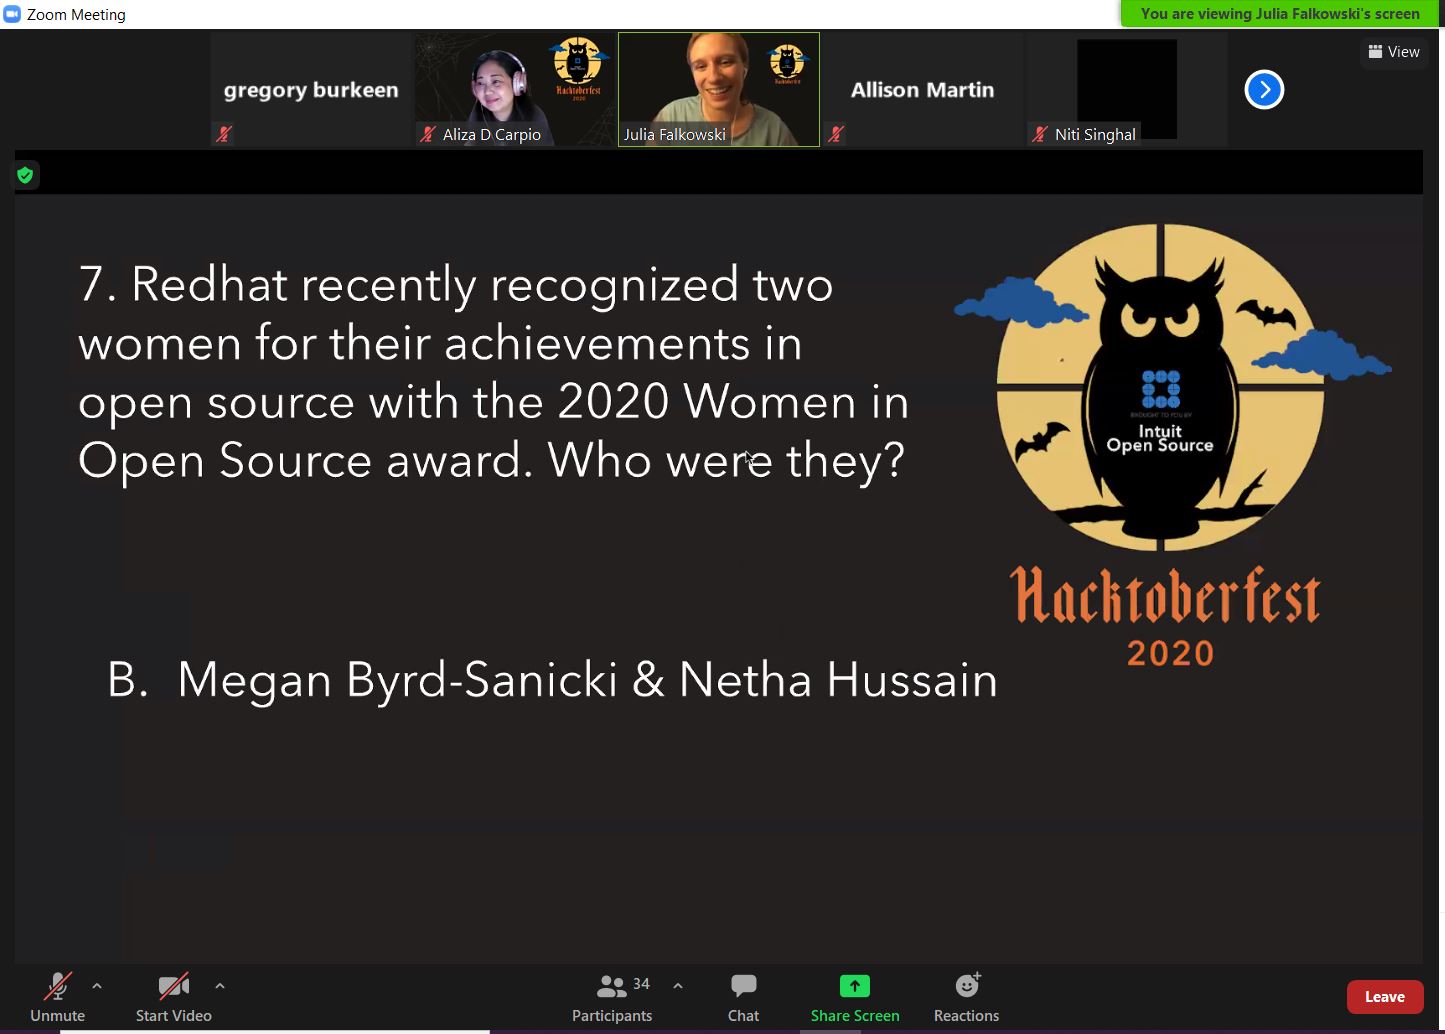 Zoom Meeting
You are viewing Julia Falkowski's screen
gregory burkeen
Aliza D Carpio
Hacktoberfest
2020
Julia Falkowski
Allison Martin
Niti Singhal
View
7. Redhat recently recognized two
women for their achievements in
open source with the 2020 Women in
Open Source award. Who were they?
BROUGHT TO YOU BY
Intuit
Open Source
Hacktoberfest
2020
B. Megan Byrd-Sanicki & Netha Hussain
Unmute
Start Video
34
Participants
Chat
Share Screen
Reactions
Leave